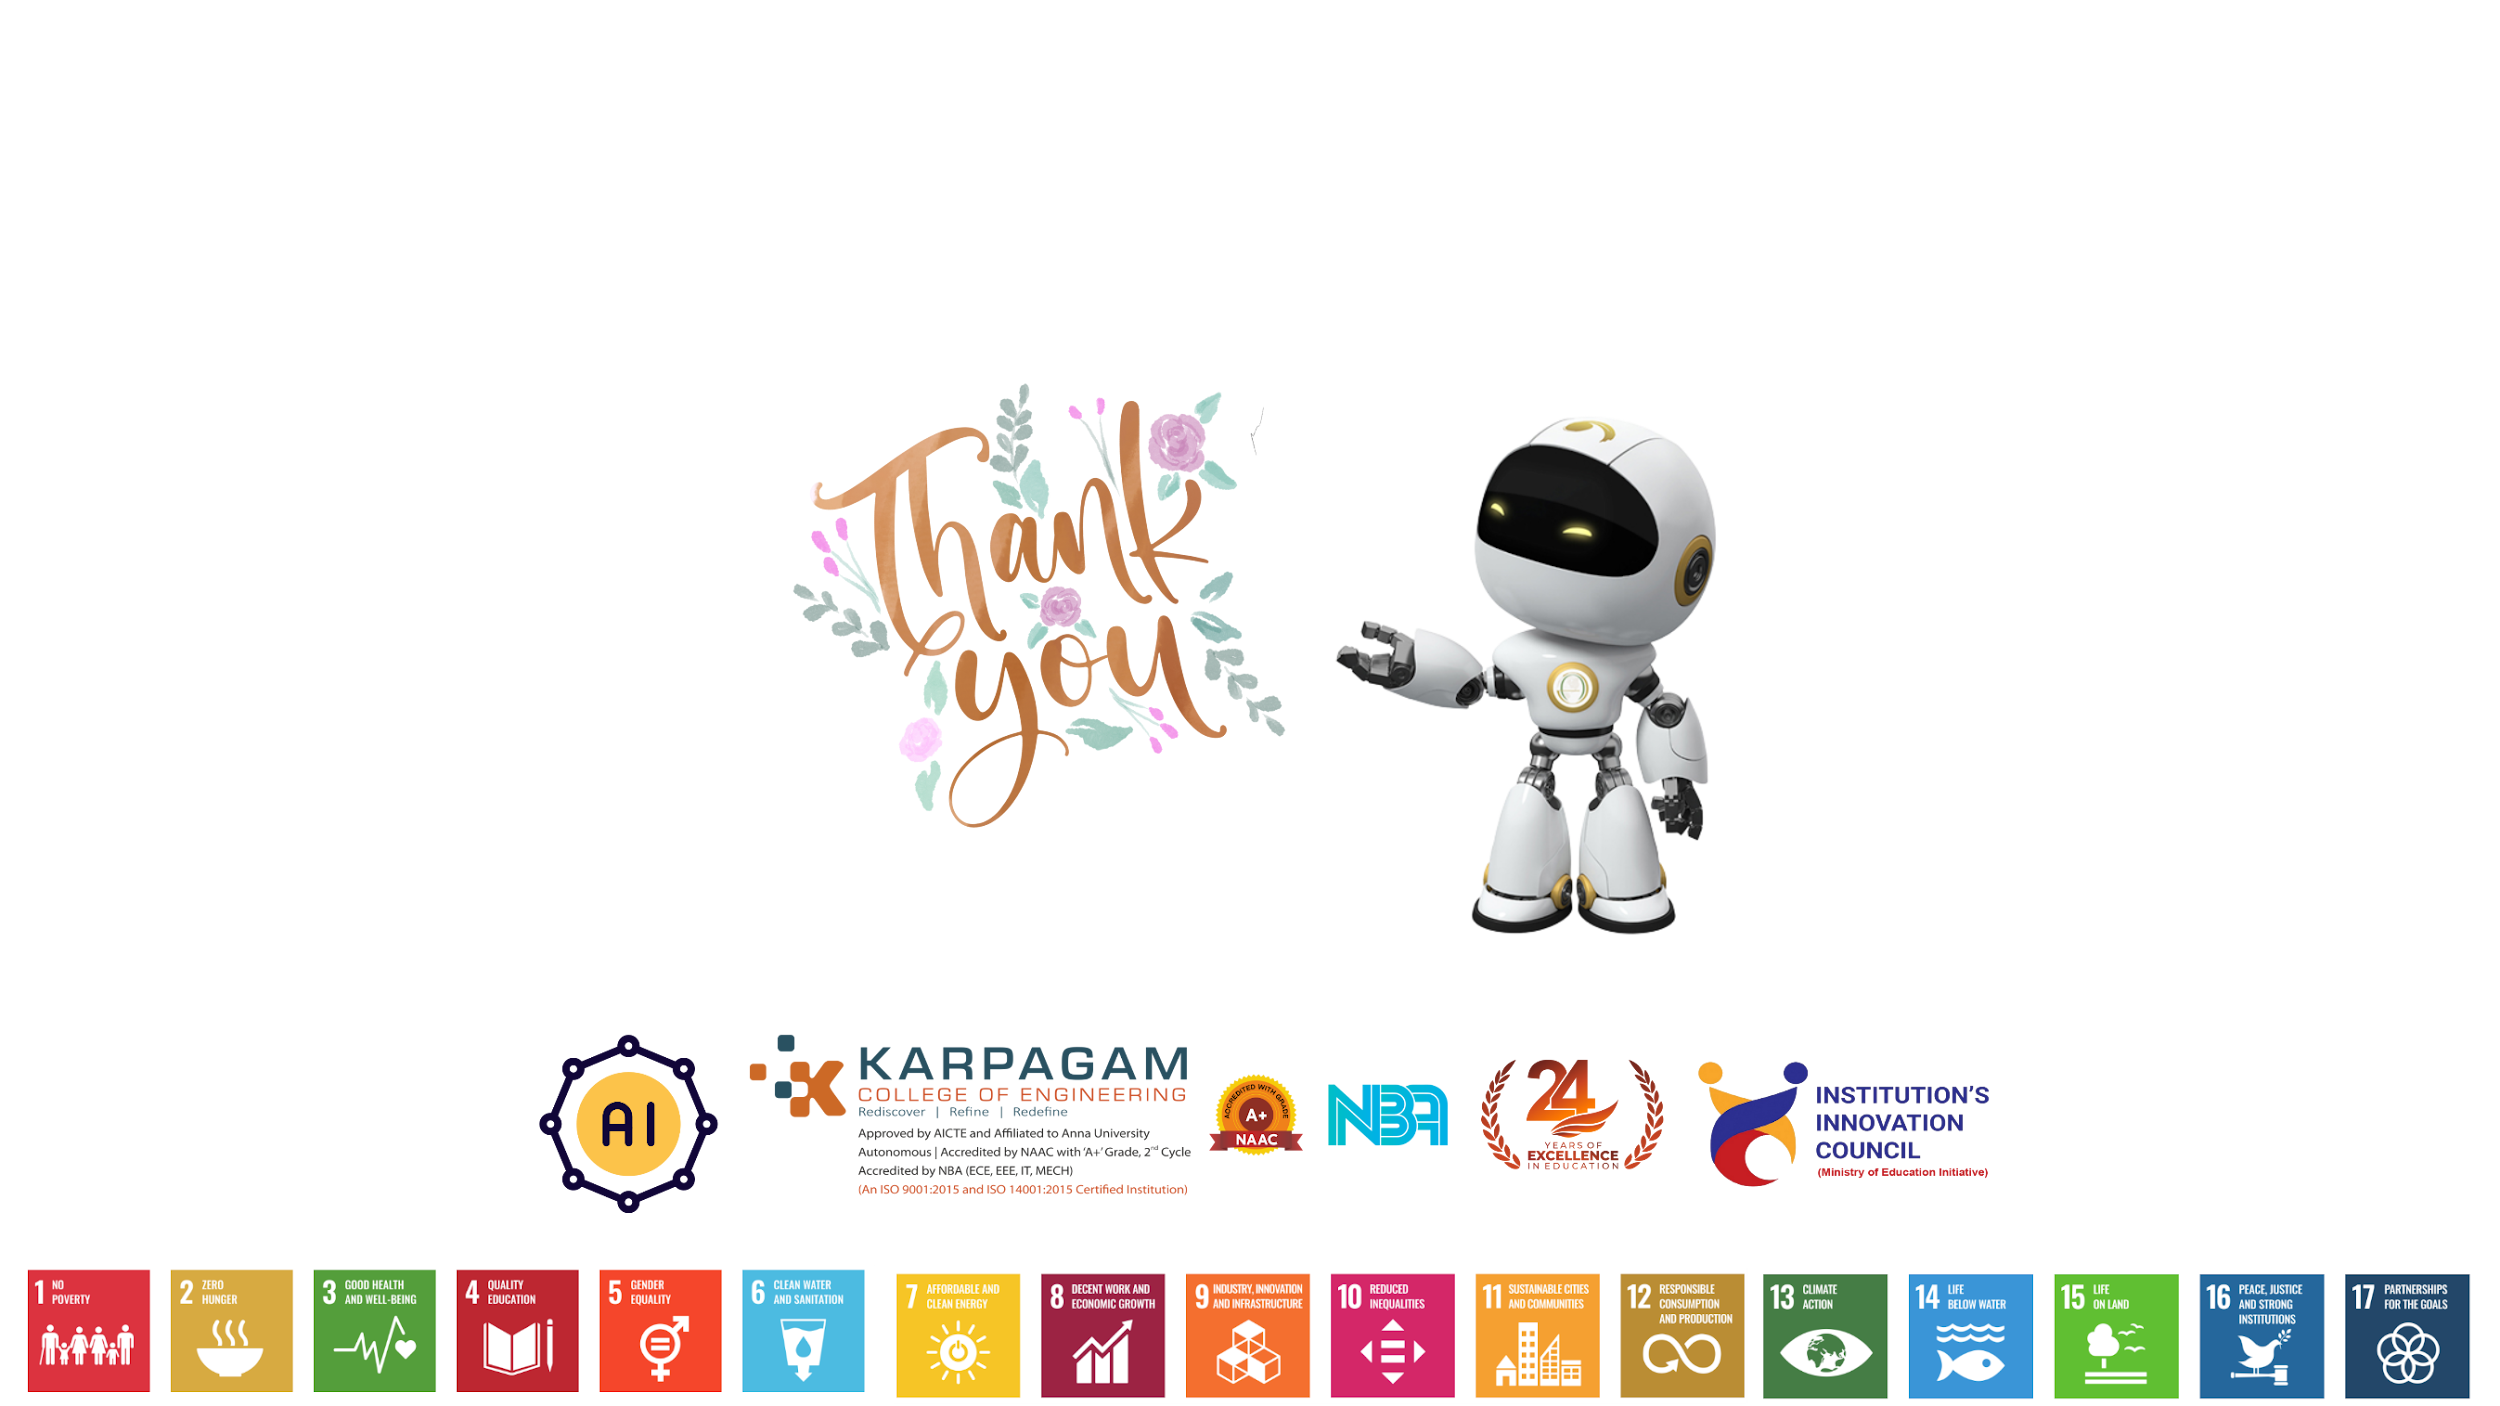 Thank
you
AI
KARPAGAM
COLLEGE OF ENGINEERING
Rediscover | Refine | Redefine
Approved by AICTE and Affiliated to Anna University
Autonomous | Accredited by NAAC with 'A+' Grade, 2nd Cycle
Accredited by NBA (ECE, EEE, IT, MECH)
(An ISO 9001:2015 and ISO 14001:2015 Certified Institution)
ACCREDITED WITH GRADE
A+
NAAC
NBA
24
YEARS OF
EXCELLENCE
IN EDUCATION
INSTITUTION'S
INNOVATION
COUNCIL
(Ministry of Education Initiative)
1 NO
POVERTY
2 ZERO
HUNGER
3 GOOD HEALTH
AND WELL-BEING
4 QUALITY
EDUCATION
5 GENDER
EQUALITY
6 CLEAN WATER
AND SANITATION
7 AFFORDABLE AND
CLEAN ENERGY
8 DECENT WORK AND
ECONOMIC GROWTH
9 INDUSTRY, INNOVATION
AND INFRASTRUCTURE
10 REDUCED
INEQUALITIES
11 SUSTAINABLE CITIES
AND COMMUNITIES
12 RESPONSIBLE
CONSUMPTION
AND PRODUCTION
13 CLIMATE
ACTION
14 LIFE
BELOW WATER
15 LIFE
ON LAND
16 PEACE, JUSTICE
AND STRONG
INSTITUTIONS
17 PARTNERSHIPS
FOR THE GOALS